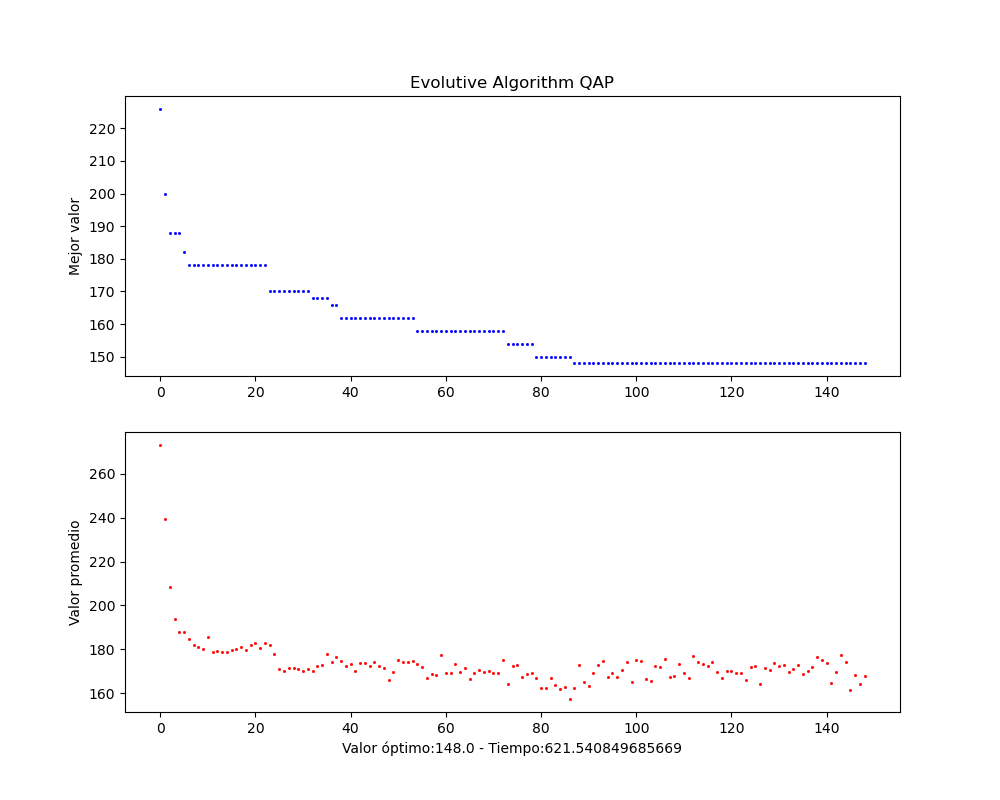 Evolutive Algorithm QAP
Mejor valor
220
210
200
190
180
170
160
150
0 20 40 60 80 100 120 140
Valor promedio
260
240
220
200
180
160
0 20 40 60 80 100 120 140
Valor óptimo:148.0 - Tiempo:621.540849685669